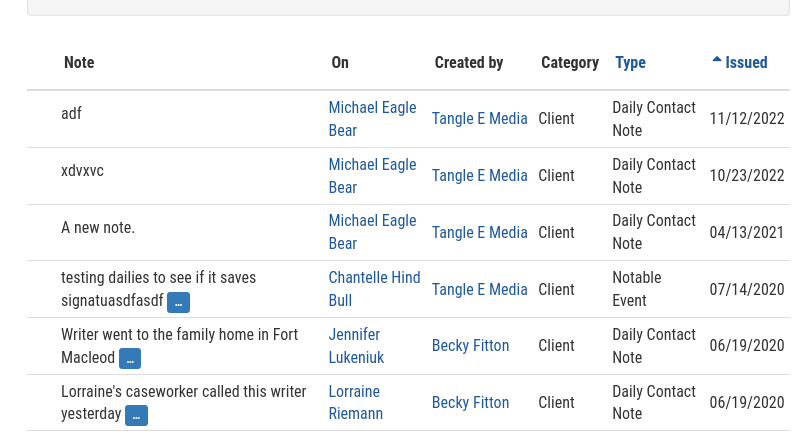 Note On Created by Category Type Issued
adf Michael Eagle Bear Tangle E Media Client Daily Contact Note 11/12/2022
xdvxvc Michael Eagle Bear Tangle E Media Client Daily Contact Note 10/23/2022
A new note. Michael Eagle Bear Tangle E Media Client Daily Contact Note 04/13/2021
testing dailies to see if it saves signatuasdfasdf ... Chantelle Hind Bull Tangle E Media Client Notable Event 07/14/2020
Writer went to the family home in Fort Macleod ... Jennifer Lukeniuk Becky Fitton Client Daily Contact Note 06/19/2020
Lorraine's caseworker called this writer yesterday ... Lorraine Riemann Becky Fitton Client Daily Contact Note 06/19/2020